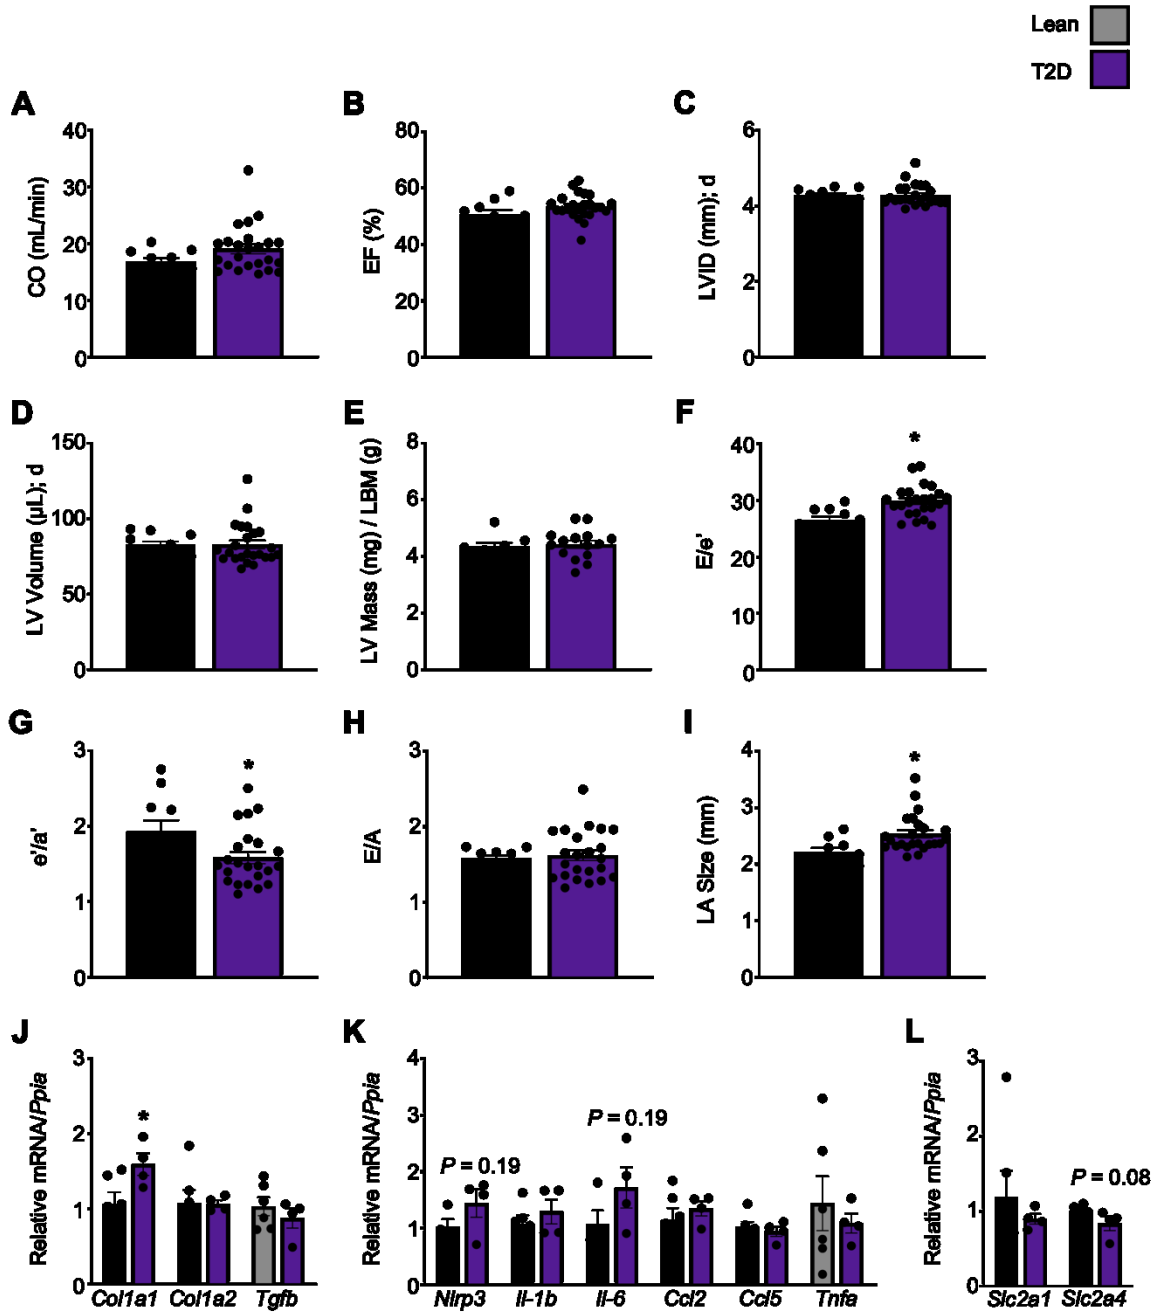 Lean
T2D
A
B
C
40
30
20
10
0
CO (mL/min)
80
60
40
20
0
EF (%)
6
4
2
0
LVID (mm); d
D
E
F
150
100
50
0
LV Volume (µL); d
8
6
4
2
0
LV Mass (mg) / LBM (g)
40
30
20
10
0
E/e'
*
G
H
I
3
2
1
0
e'/a'
*
3
2
1
0
E/A
4
3
2
1
0
LA Size (mm)
*
J
K
L
3
2
1
0
Relative mRNA/Ppia
*
Col1a1 Col1a2 Tgfb
4
3
2
1
0
Relative mRNA/Ppia
P = 0.19
P = 0.19
Nlrp3 Il-1b Il-6 Ccl2 Ccl5 Tnfa
3
2
1
0
Relative mRNA/Ppia
P = 0.08
Slc2a1 Slc2a4